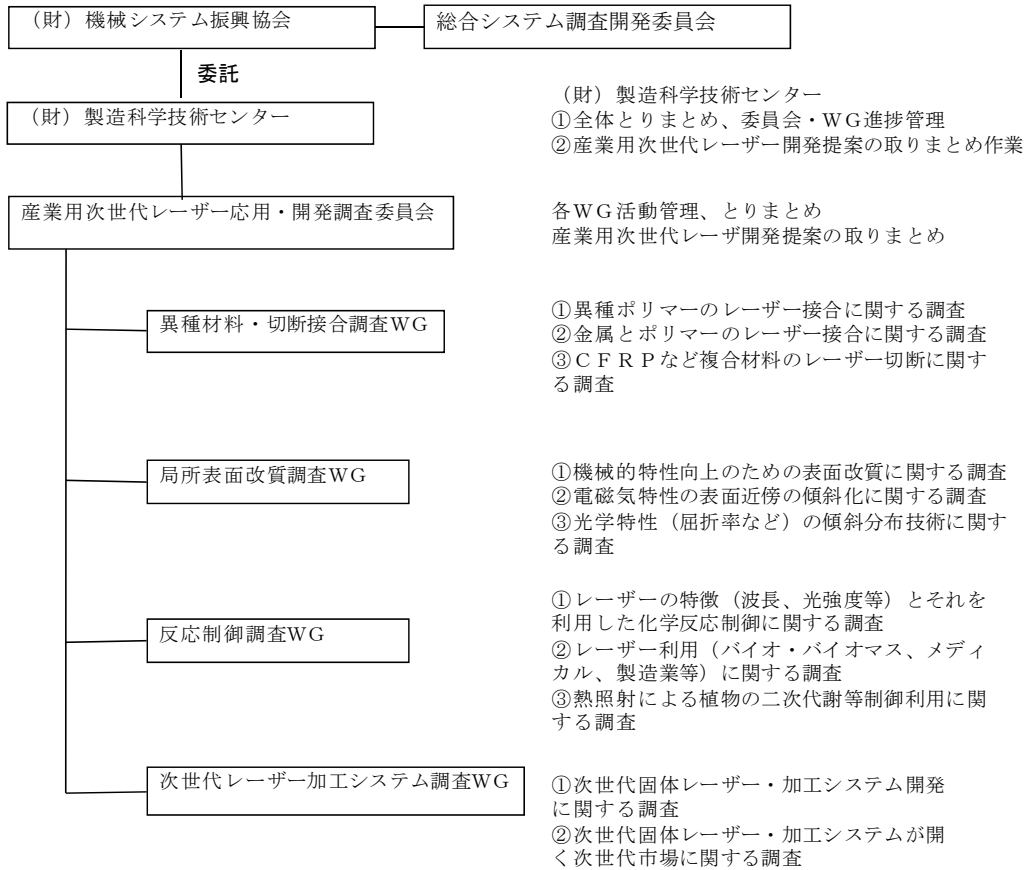 （財）機械システム振興協会
総合システム調査開発委員会
委託
（財）製造科学技術センター
（財）製造科学技術センター
①全体とりまとめ、委員会・ＷＧ進捗管理
②産業用次世代レーザー開発提案の取りまとめ作業
産業用次世代レーザー応用・開発調査委員会
各ＷＧ活動管理、とりまとめ
産業用次世代レーザ開発提案の取りまとめ
異種材料・切断接合調査WG
①異種ポリマーのレーザー接合に関する調査
②金属とポリマーのレーザー接合に関する調査
③ＣＦＲＰなど複合材料のレーザー切断に関す
る調査
局所表面改質調査WG
①機械的特性向上のための表面改質に関する調査
②電磁気特性の表面近傍の傾斜化に関する調査
③光学特性（屈折率など）の傾斜分布技術に関す
る調査
反応制御調査WG
①レーザーの特徴（波長、光強度等）とそれを
利用した化学反応制御に関する調査
②レーザー利用（バイオ・バイオマス、メディ
カル、製造業等）に関する調査
③熱照射による植物の二次代謝等制御利用に関
する調査
次世代レーザー加工システム調査WG
①次世代固体レーザー・加工システム開発
に関する調査
②次世代固体レーザー・加工システムが開
く次世代市場に関する調査